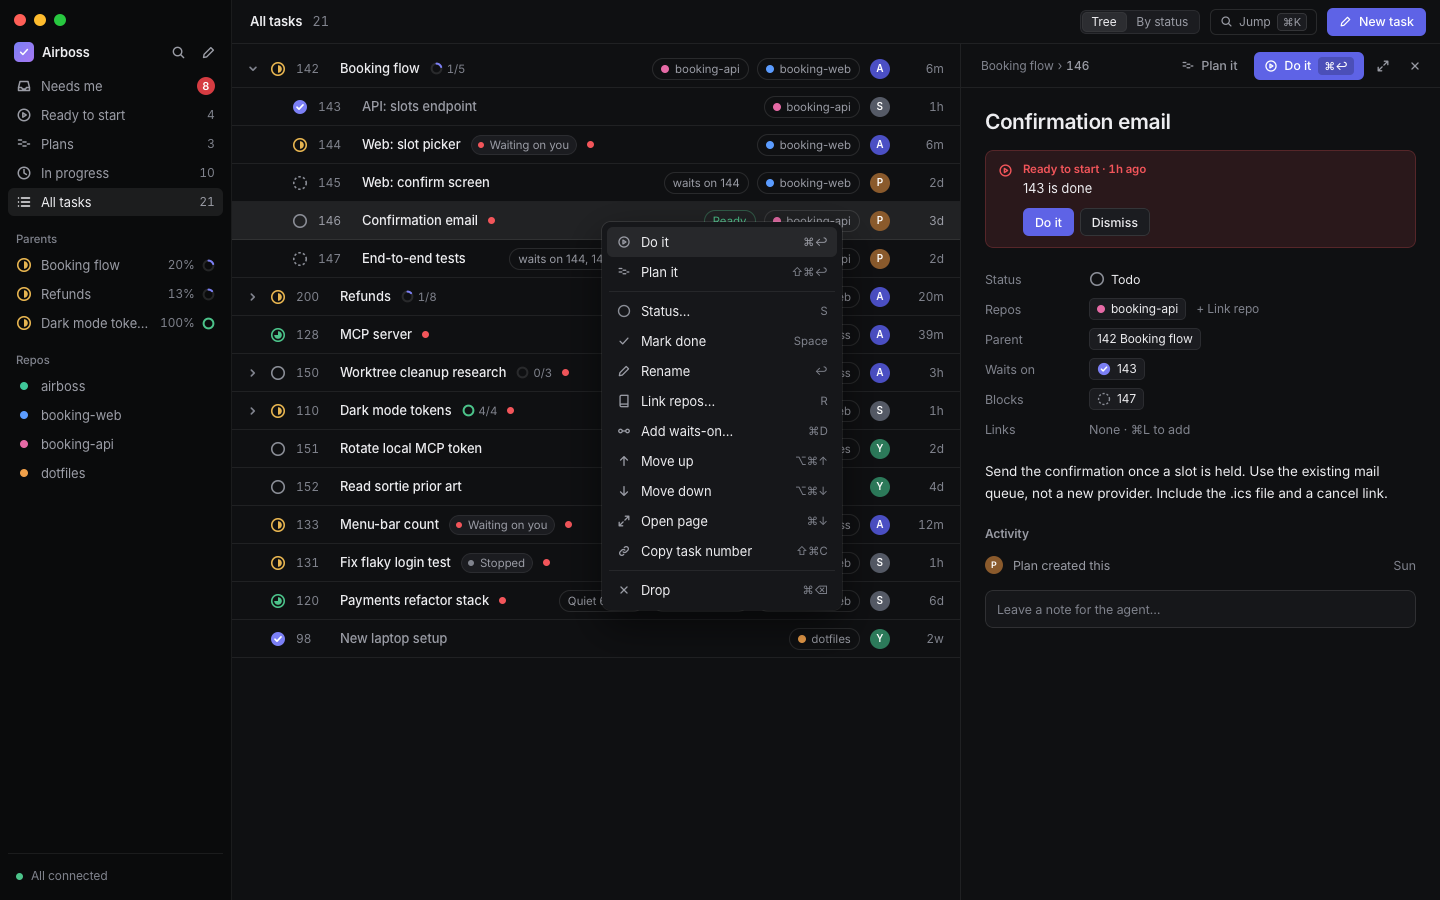 All tasks 21
Tree By status Jump ⌘K New task
Airboss
Needs me 8
Ready to start 4
Plans 3
In progress 10
All tasks 21
Parents
Booking flow 20%
Refunds 13%
Dark mode toke... 100%
Repos
airboss
booking-web
booking-api
dotfiles
All connected
142 Booking flow 1/5 booking-api booking-web A 6m
143 API: slots endpoint booking-api S 1h
144 Web: slot picker Waiting on you booking-web A 6m
145 Web: confirm screen waits on 144 booking-web P 2d
146 Confirmation email Ready booking-api P 3d
147 End-to-end tests waits on 144, P 2d
200 Refunds 1/8 A 20m
128 MCP server A 39m
150 Worktree cleanup research 0/3 A 3h
110 Dark mode tokens 4/4 S 1h
151 Rotate local MCP token Y 2d
152 Read sortie prior art Y 4d
133 Menu-bar count Waiting on you A 12m
131 Fix flaky login test Stopped S 1h
120 Payments refactor stack Quiet S 6d
98 New laptop setup dotfiles Y 2w
Do it ⌘↩
Plan it ⇧⌘↩
Status... S
Mark done Space
Rename ↩
Link repos... R
Add waits-on... ⌘D
Move up ⌥⌘↑
Move down ⌥⌘↓
Open page ⌘↓
Copy task number ⇧⌘C
Drop ⌘⌫
Booking flow › 146 Plan it Do it ⌘↩
Confirmation email
Ready to start · 1h ago
143 is done
Do it Dismiss
Status Todo
Repos booking-api + Link repo
Parent 142 Booking flow
Waits on 143
Blocks 147
Links None · ⌘L to add
Send the confirmation once a slot is held. Use the existing mail
queue, not a new provider. Include the .ics file and a cancel link.
Activity
P Plan created this Sun
Leave a note for the agent...